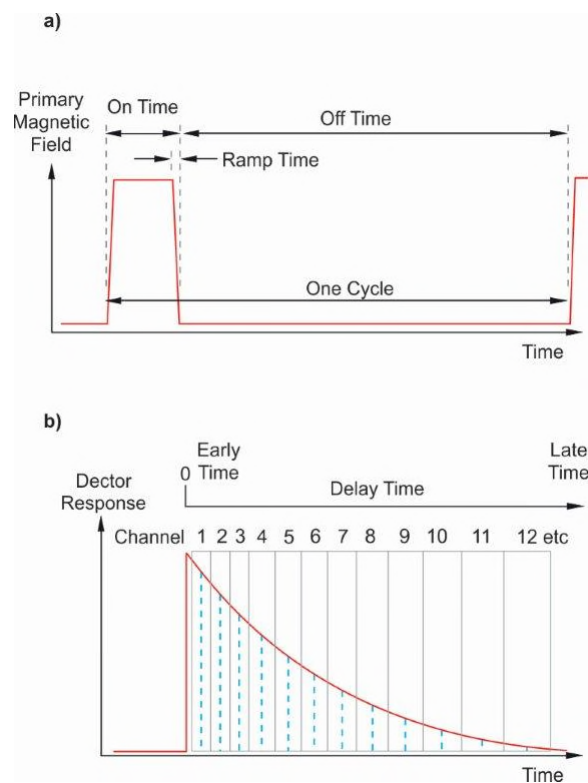 a)
Primary
Magnetic
Field
On Time
Off Time
Ramp Time
One Cycle
Time
b)
Early
Time
Late
Time
0
Delay Time
Dector
Response
Channel 1 2 3 4 5 6 7 8 9 10 11 12 etc
Time